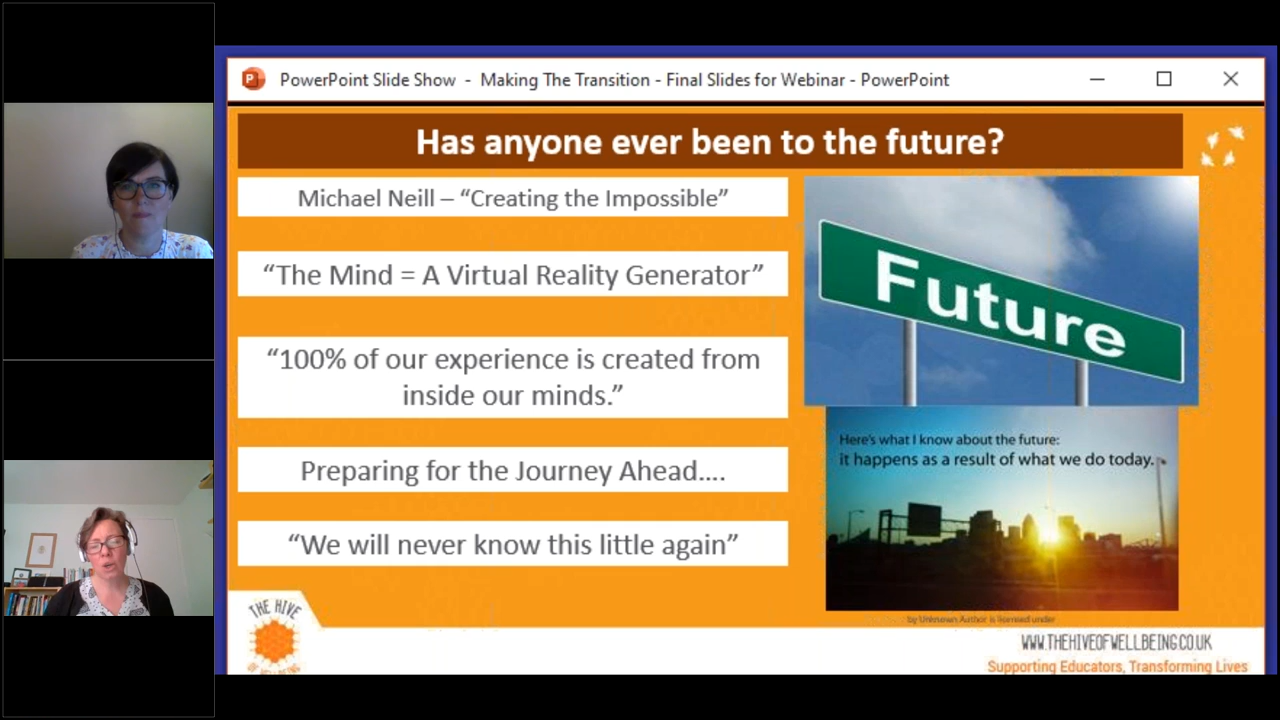 PowerPoint Slide Show - Making The Transition - Final Slides for Webinar - PowerPoint
Has anyone ever been to the future?
Michael Neill – “Creating the Impossible”
“The Mind = A Virtual Reality Generator”
“100% of our experience is created from
inside our minds.”
Preparing for the Journey Ahead….
“We will never know this little again”
Future
Here's what I know about the future:
it happens as a result of what we do today.
by Unknown Author is licensed under
THE HIVE
OF WELLBEING
WWW.THEHIVEOFWELLBEING.CO.UK
Supporting Educators, Transforming Lives